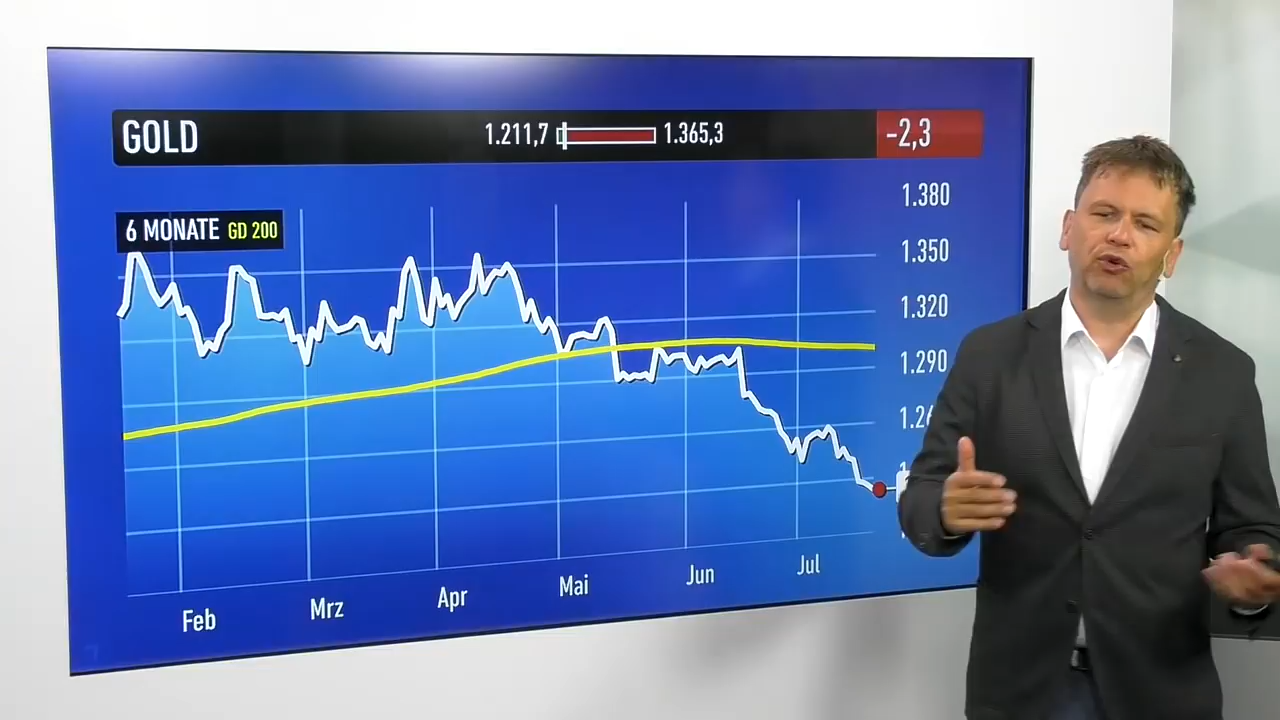 GOLD 1.211,7 1.365,3 -2,3
6 MONATE GD 200
1.380
1.350
1.320
1.290
Feb Mrz Apr Mai Jun Jul